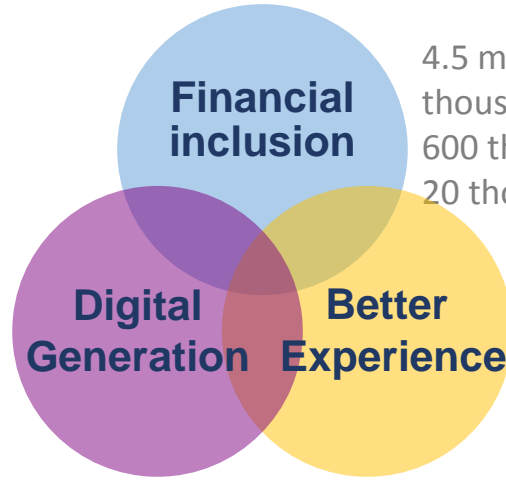 Financial
inclusion
4.5
600
20
Digital
Generation
Better
Experience